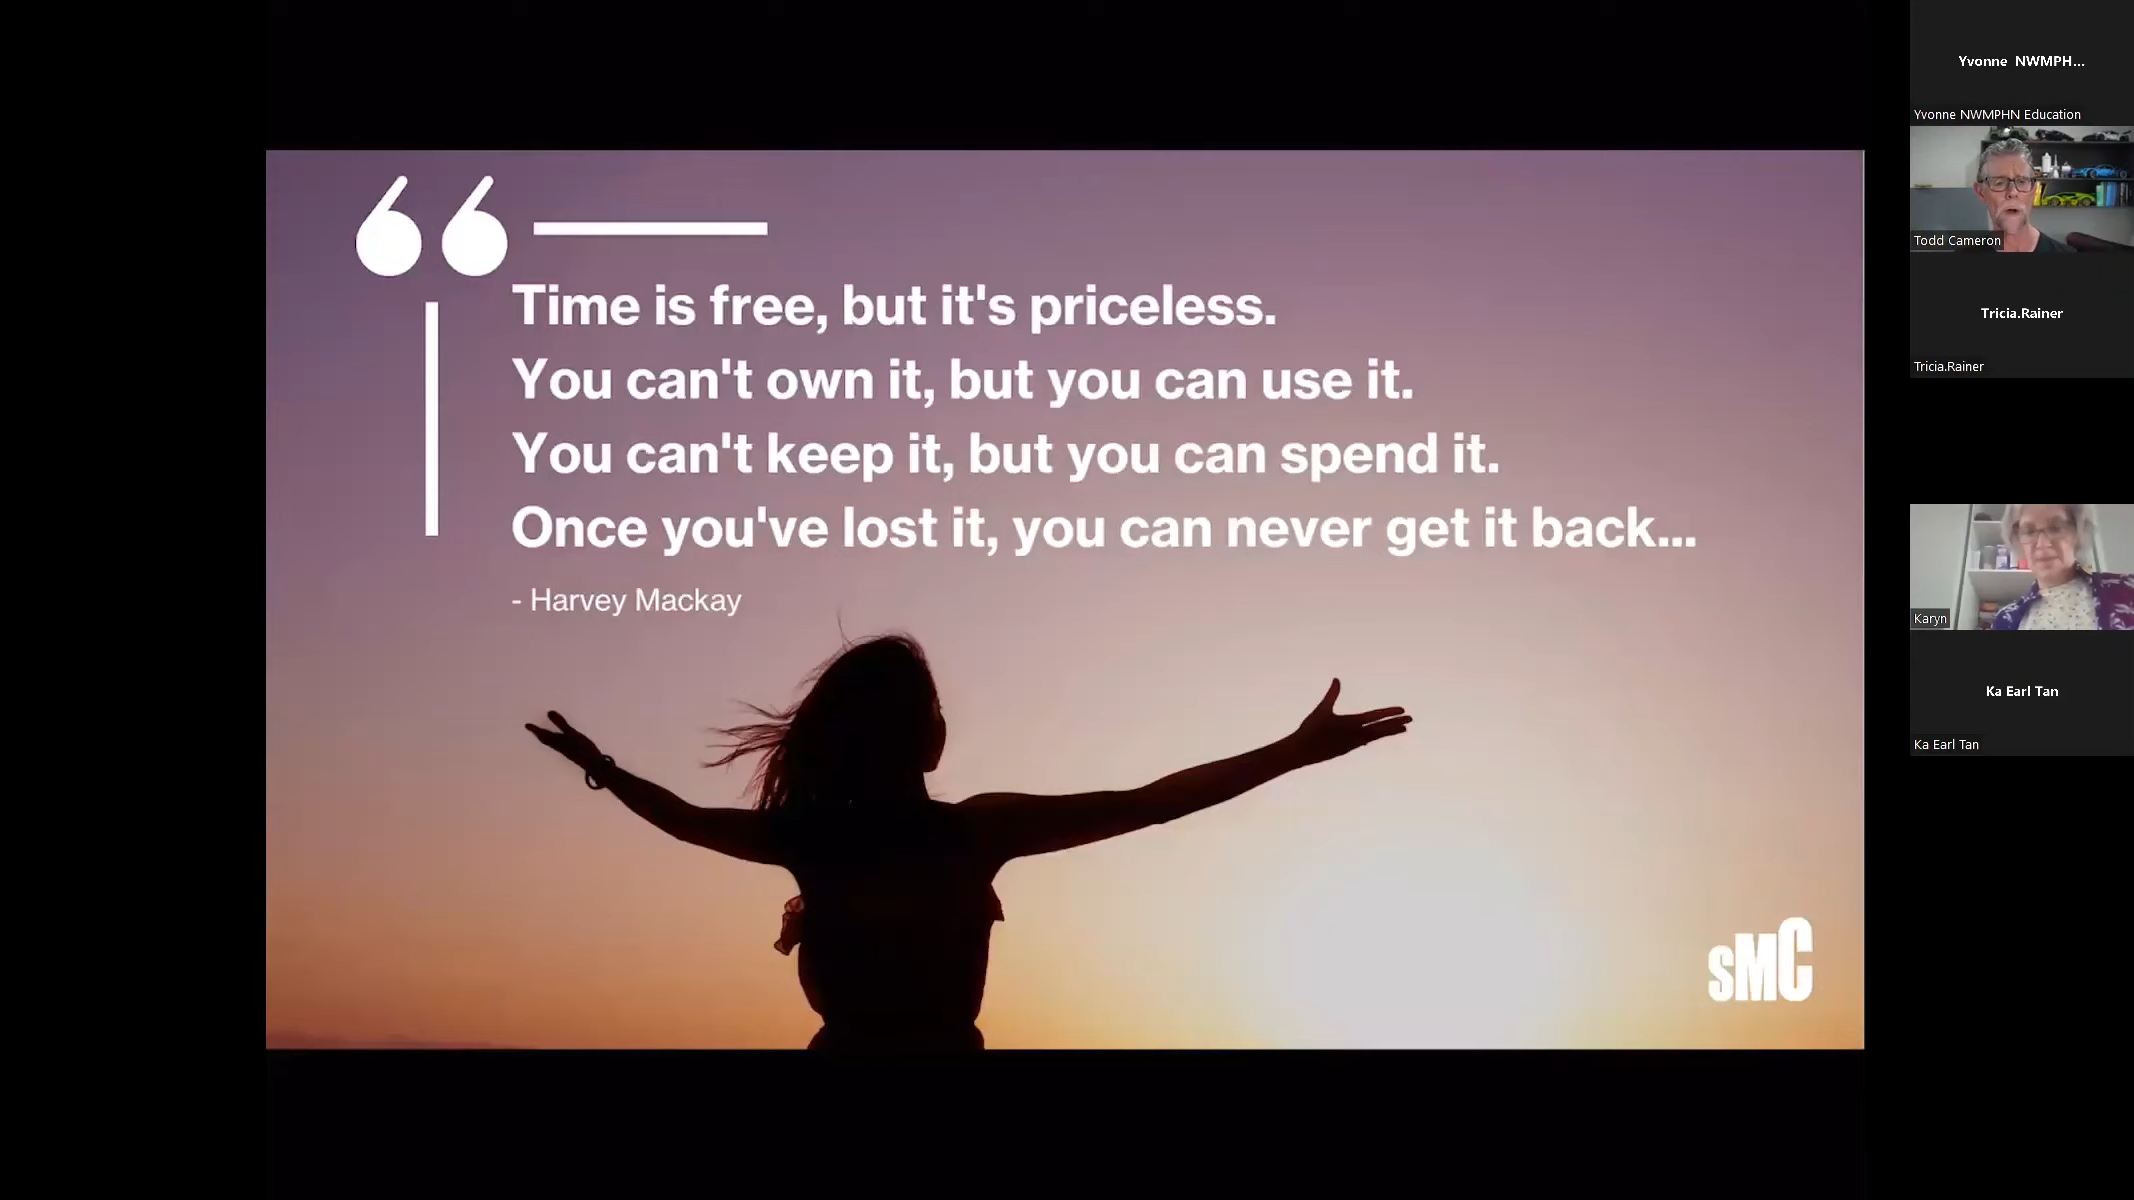 “
Time is free, but it's priceless.
You can't own it, but you can use it.
You can't keep it, but you can spend it.
Once you've lost it, you can never get it back...
- Harvey Mackay
SMC
Yvonne NWMPH...
Yvonne NWMPHN Education
Todd Cameron
Tricia.Rainer
Tricia.Rainer
Karyn
Ka Earl Tan
Ka Earl Tan